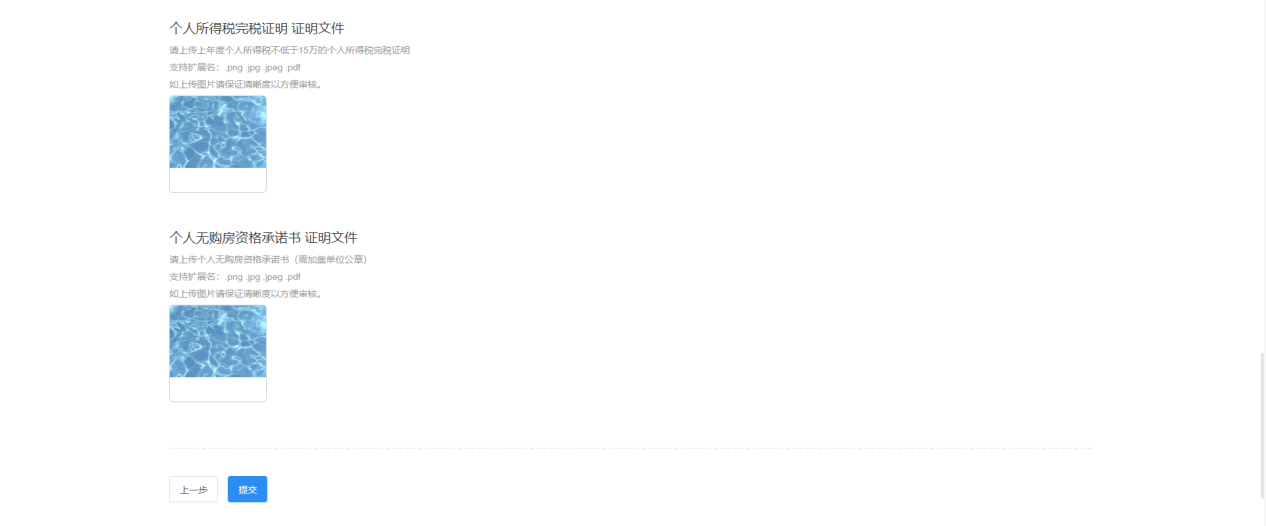 个人所得税完税证明 证明文件
请上传上年度个人所得税不低于15万的个人所得税完税证明
支持扩展名：.png .jpg .jpeg .pdf
如上传图片请保证清晰度以方便审核。
个人无购房资格承诺书 证明文件
请上传个人无购房资格承诺书（需加盖单位公章）
支持扩展名：.png .jpg .jpeg .pdf
如上传图片请保证清晰度以方便审核。
上一步 提交